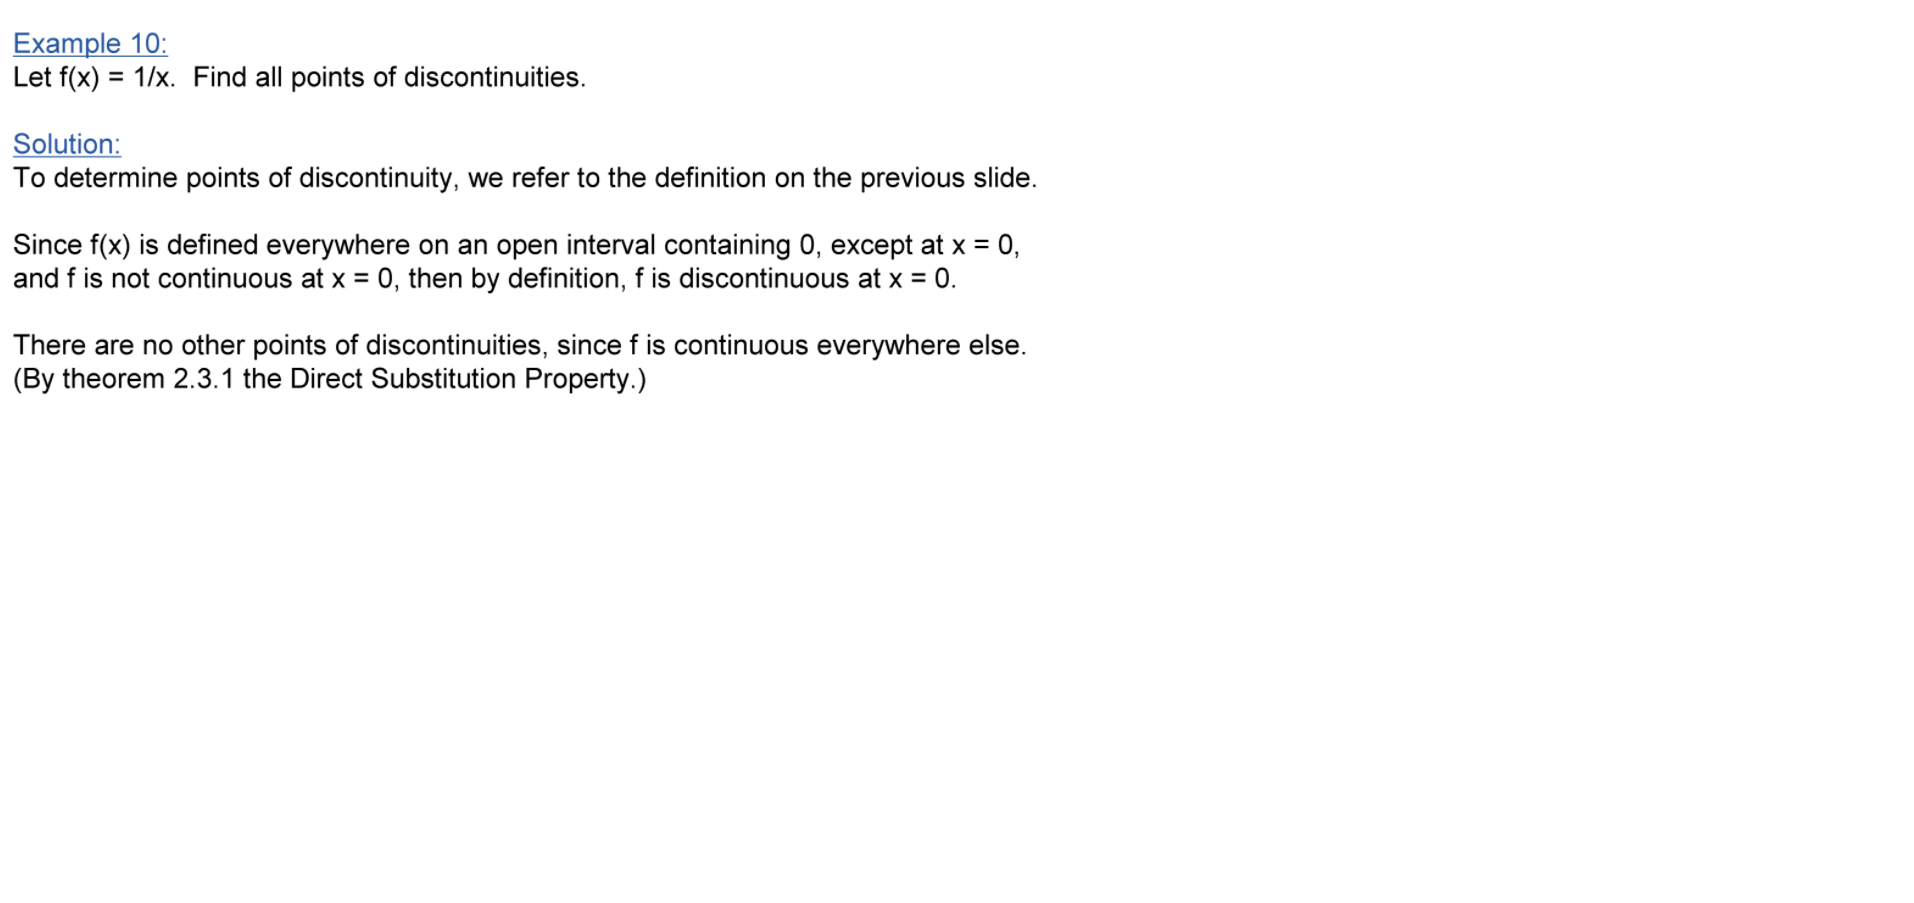 Example 10:
Let f(x) = 1/x.  Find all points of discontinuities.
Solution:
To determine points of discontinuity, we refer to the definition on the previous slide.
Since f(x) is defined everywhere on an open interval containing 0, except at x = 0,
and f is not continuous at x = 0, then by definition, f is discontinuous at x = 0.
There are no other points of discontinuities, since f is continuous everywhere else.
(By theorem 2.3.1 the Direct Substitution Property.)